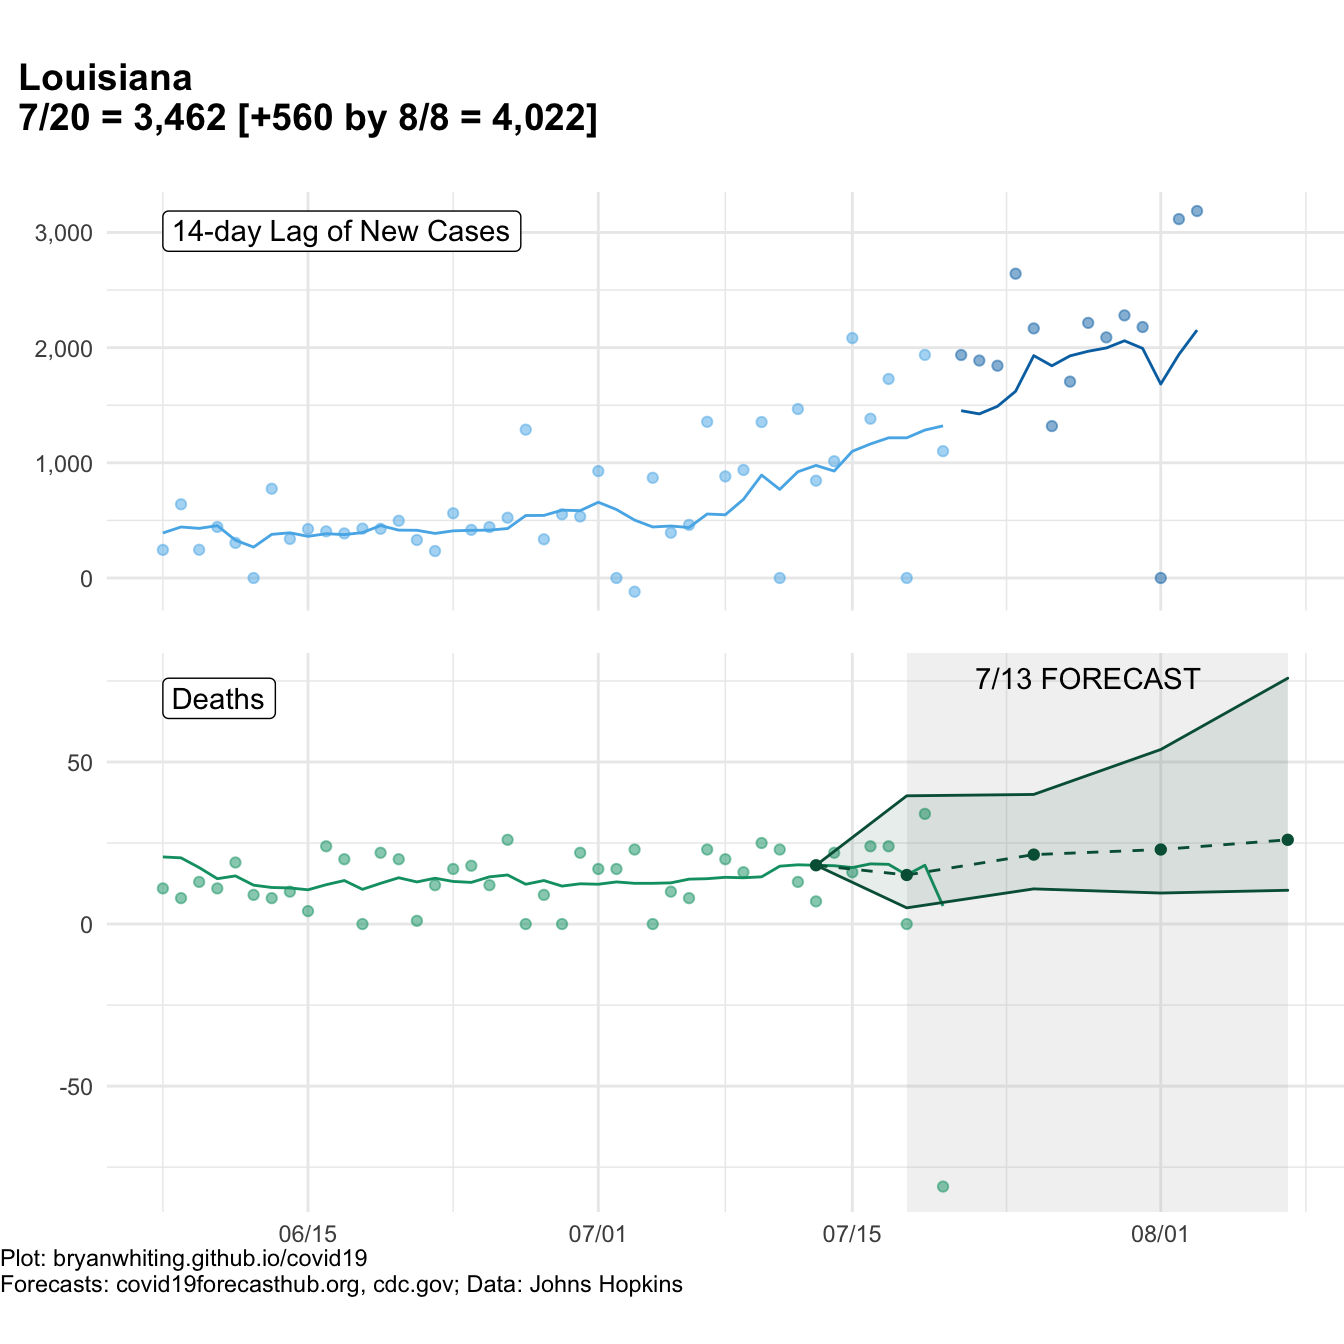 Louisiana
7/20 = 3,462 [+560 by 8/8 = 4,022]
14-day Lag of New Cases
3,000
2,000
1,000
0
7/13 FORECAST
Deaths
50
0
-50
06/15
07/01
07/15
08/01
Plot: bryanwhiting.github.io/covid19
Forecasts: covid19forecasthub.org, cdc.gov; Data: Johns Hopkins